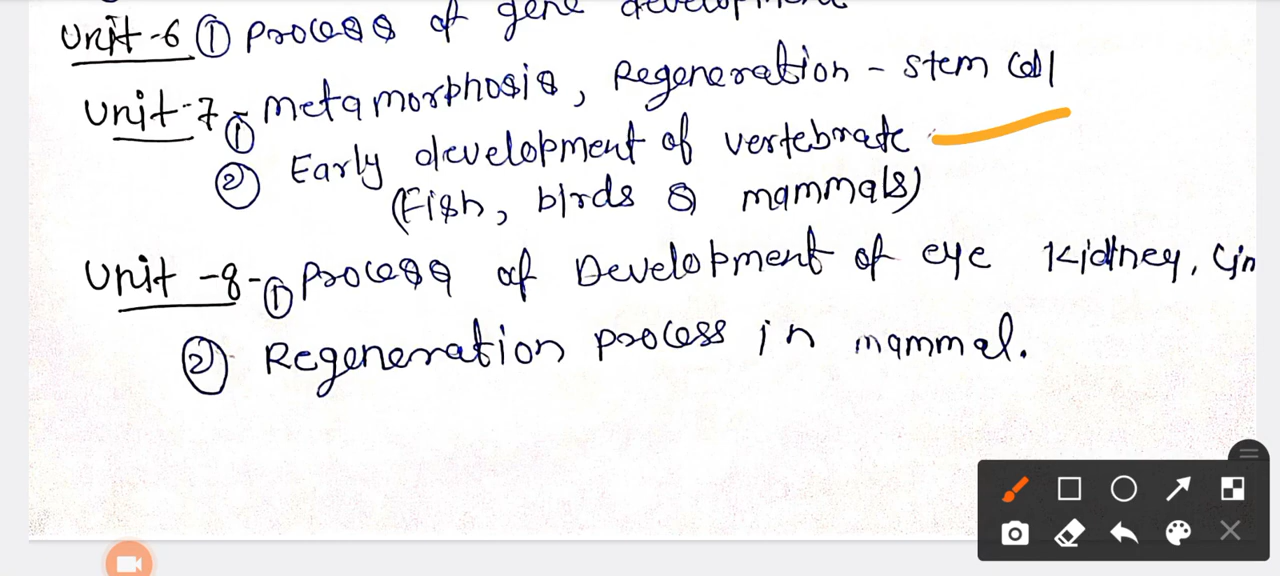 Unit-6 ① Process of gene development
Unit-7 ① Metamorphosis, Regeneration - stem cell
② Early development of vertebrate
(Fish, birds & mammals)
Unit -8-① Process of Development of eye Kidney,
② Regeneration process in mammal.